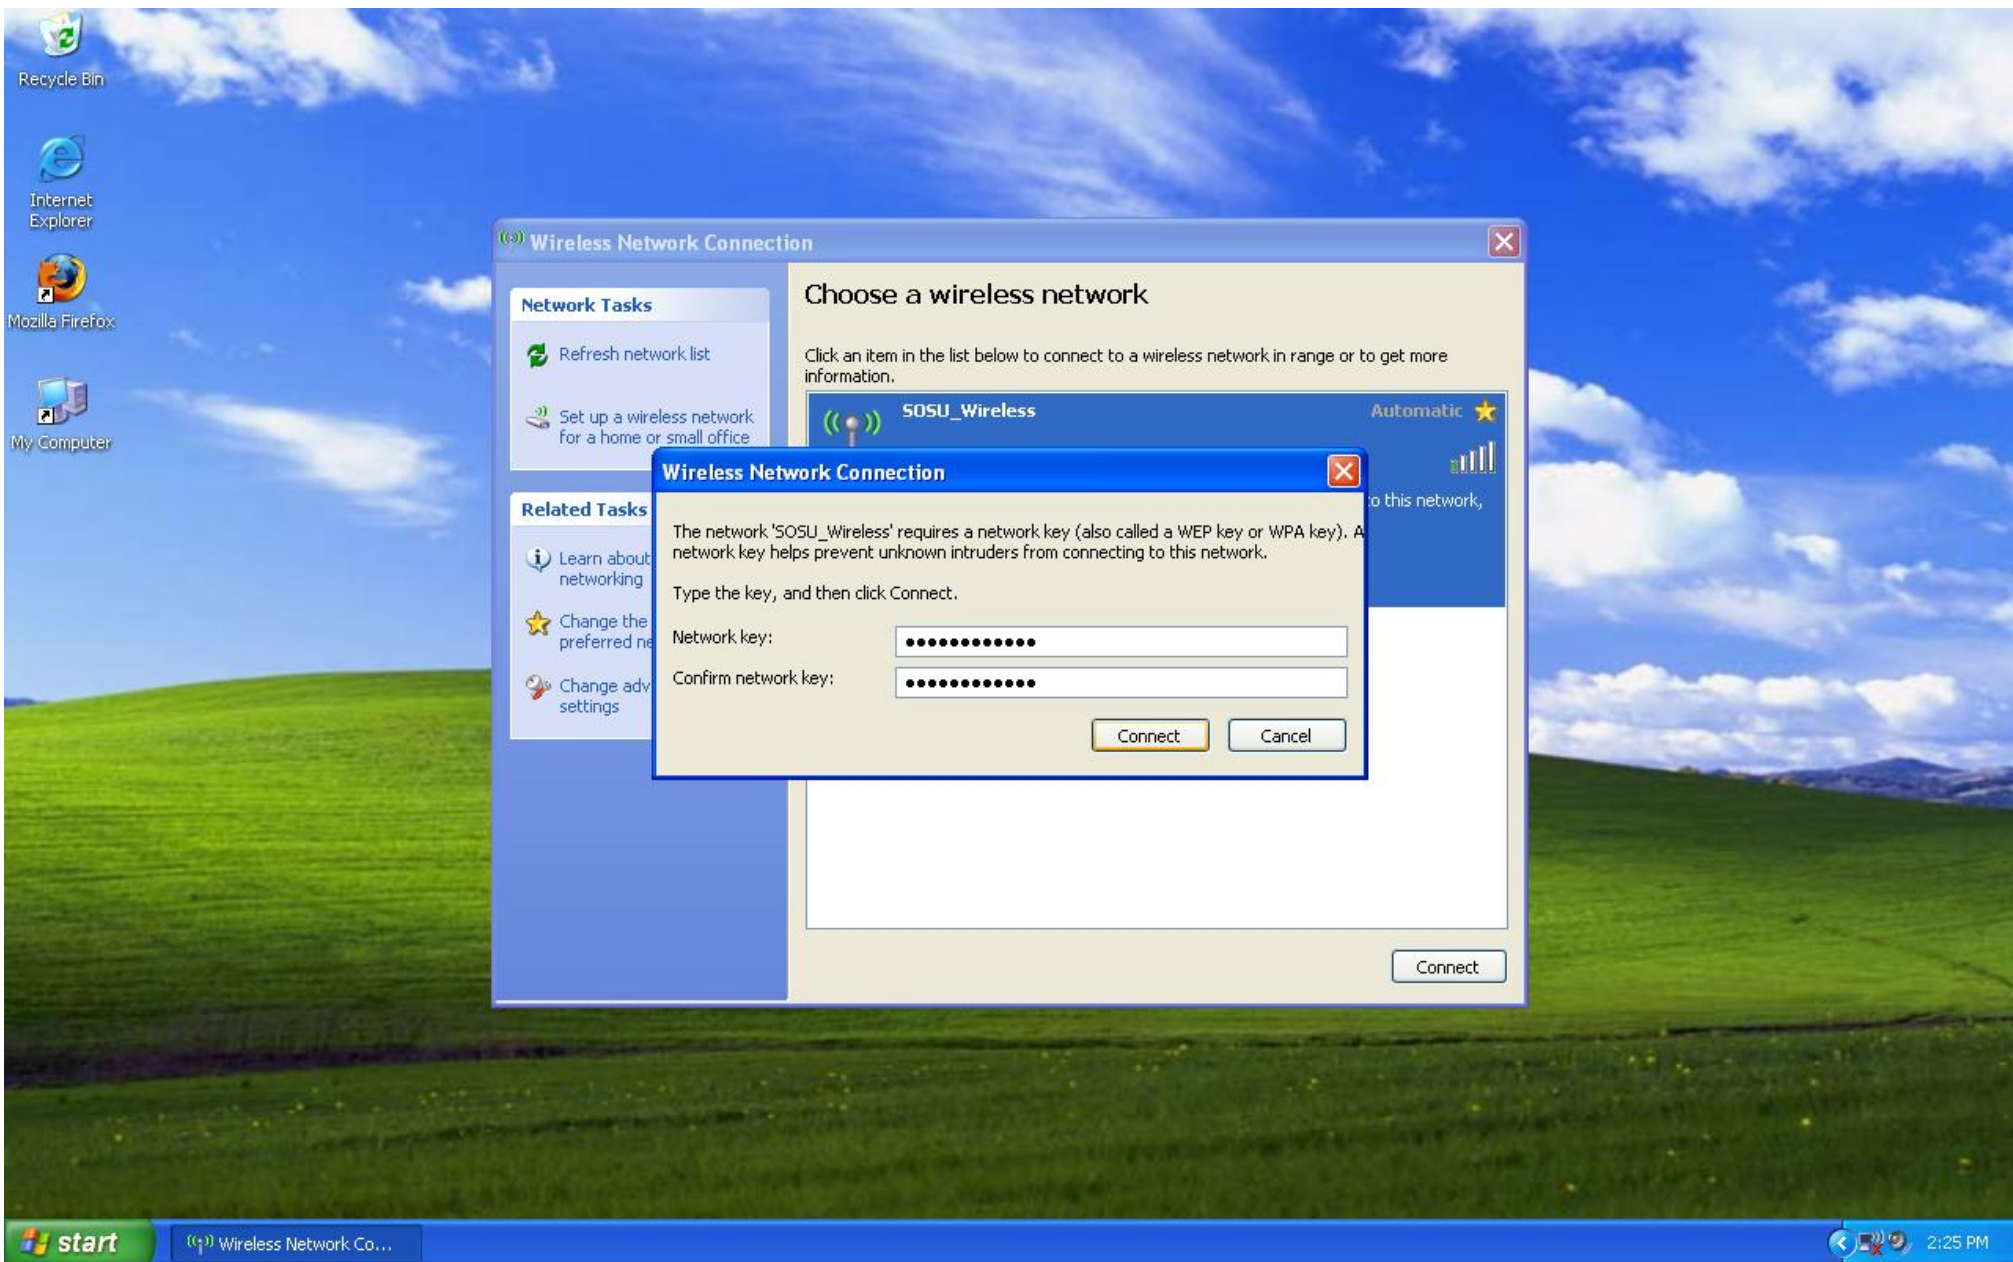 Recycle Bin
Internet
Explorer
Mozilla Firefox
My Computer
Wireless Network Connection
Network Tasks
Refresh network list
Set up a wireless network
for a home or small office
Related Tasks
Learn about
networking
Change the
preferred ne
Change adv
settings
Choose a wireless network
Click an item in the list below to connect to a wireless network in range or to get more
information.
SOSU_Wireless
Automatic
to this network,
Wireless Network Connection
The network 'SOSU_Wireless' requires a network key (also called a WEP key or WPA key). A
network key helps prevent unknown intruders from connecting to this network.
Type the key, and then click Connect.
Network key:
●●●●●●●●●●●●
Confirm network key:
●●●●●●●●●●●●
Connect
Cancel
Connect
start
Wireless Network Co...
2:25 PM